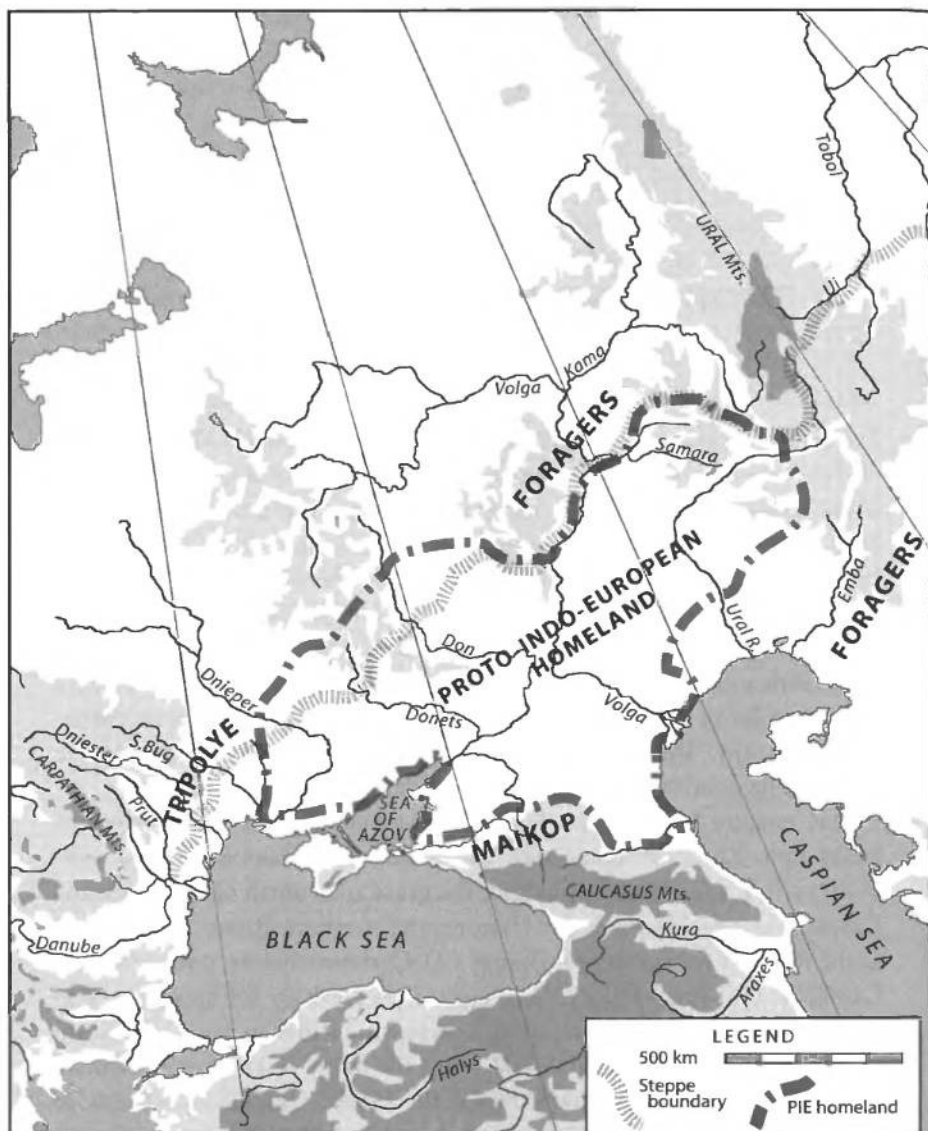 Tobol
URAL Mts.
Ui
Kama
Volga
FORAGERS
Samara
PROTO-INDO-EUROPEAN
HOMELAND
Emba
FORAGERS
Ural R.
Don
Dnieper
Donets
Volga
TRIPOLYE
S.Bug
Dniester
CARPATHIAN Mts.
Prut
SEA
OF
AZOV
MAIKOP
CASPIAN SEA
CAUCASUS Mts.
Danube
BLACK SEA
Kura
Araxes
Halys
LEGEND
500 km
Steppe
boundary
PIE homeland